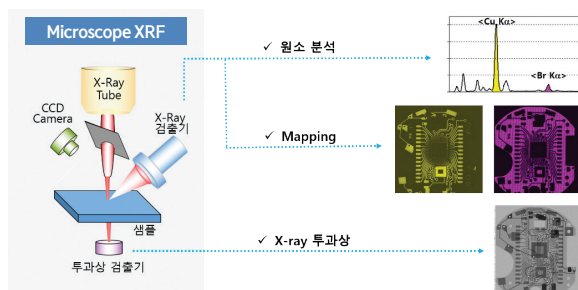 Microscope XRF
X-Ray
Tube
CCD
Camera
X-Ray
검출기
샘플
투과상 검출기
✓ 원소 분석
✓ Mapping
✓ X-ray 투과상
<Cu Kα>
<Br Kα>